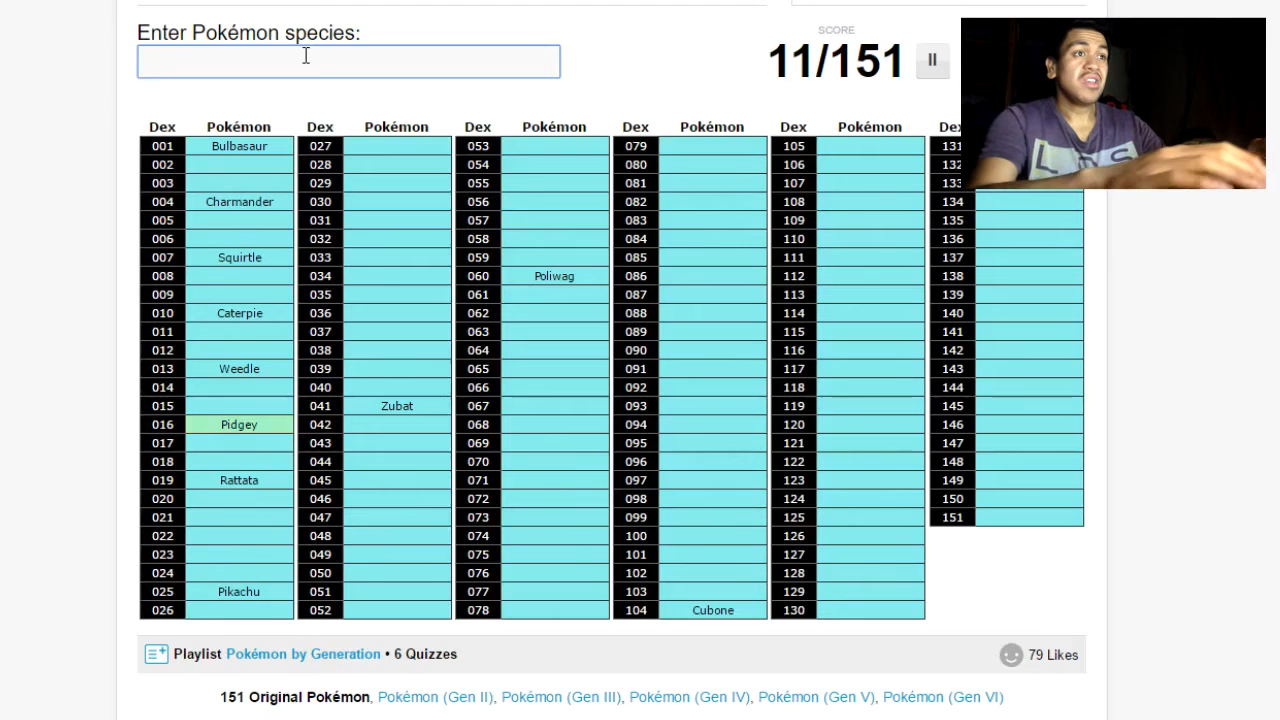 Enter Pokémon species:
SCORE
11/151
Dex Pokémon Dex Pokémon Dex Pokémon Dex Pokémon Dex Pokémon Dex
001 Bulbasaur 027 053 079 105 131
002 028 054 080 106 132
003 029 055 081 107 133
004 Charmander 030 056 082 108 134
005 031 057 083 109 135
006 032 058 084 110 136
007 Squirtle 033 059 085 111 137
008 034 060 Poliwag 086 112 138
009 035 061 087 113 139
010 Caterpie 036 062 088 114 140
011 037 063 089 115 141
012 038 064 090 116 142
013 Weedle 039 065 091 117 143
014 040 066 092 118 144
015 041 Zubat 067 093 119 145
016 Pidgey 042 068 094 120 146
017 043 069 095 121 147
018 044 070 096 122 148
019 Rattata 045 071 097 123 149
020 046 072 098 124 150
021 047 073 099 125 151
022 048 074 100 126
023 049 075 101 127
024 050 076 102 128
025 Pikachu 051 077 103 129
026 052 078 104 Cubone 130
Playlist Pokémon by Generation • 6 Quizzes
79 Likes
151 Original Pokémon, Pokémon (Gen II), Pokémon (Gen III), Pokémon (Gen IV), Pokémon (Gen V), Pokémon (Gen VI)